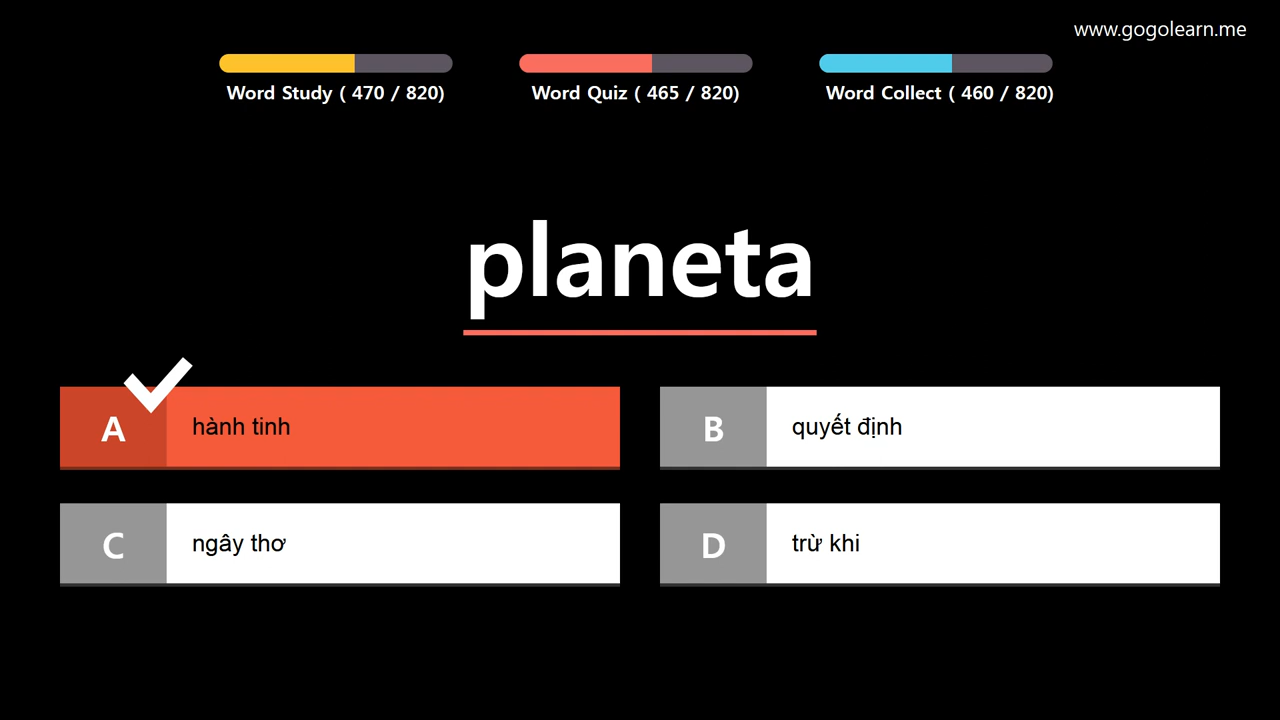 www.gogolearn.me
Word Study ( 470 / 820)
Word Quiz ( 465 / 820)
Word Collect ( 460 / 820)
planeta
A hành tinh
B quyết định
C ngây thơ
D trừ khi